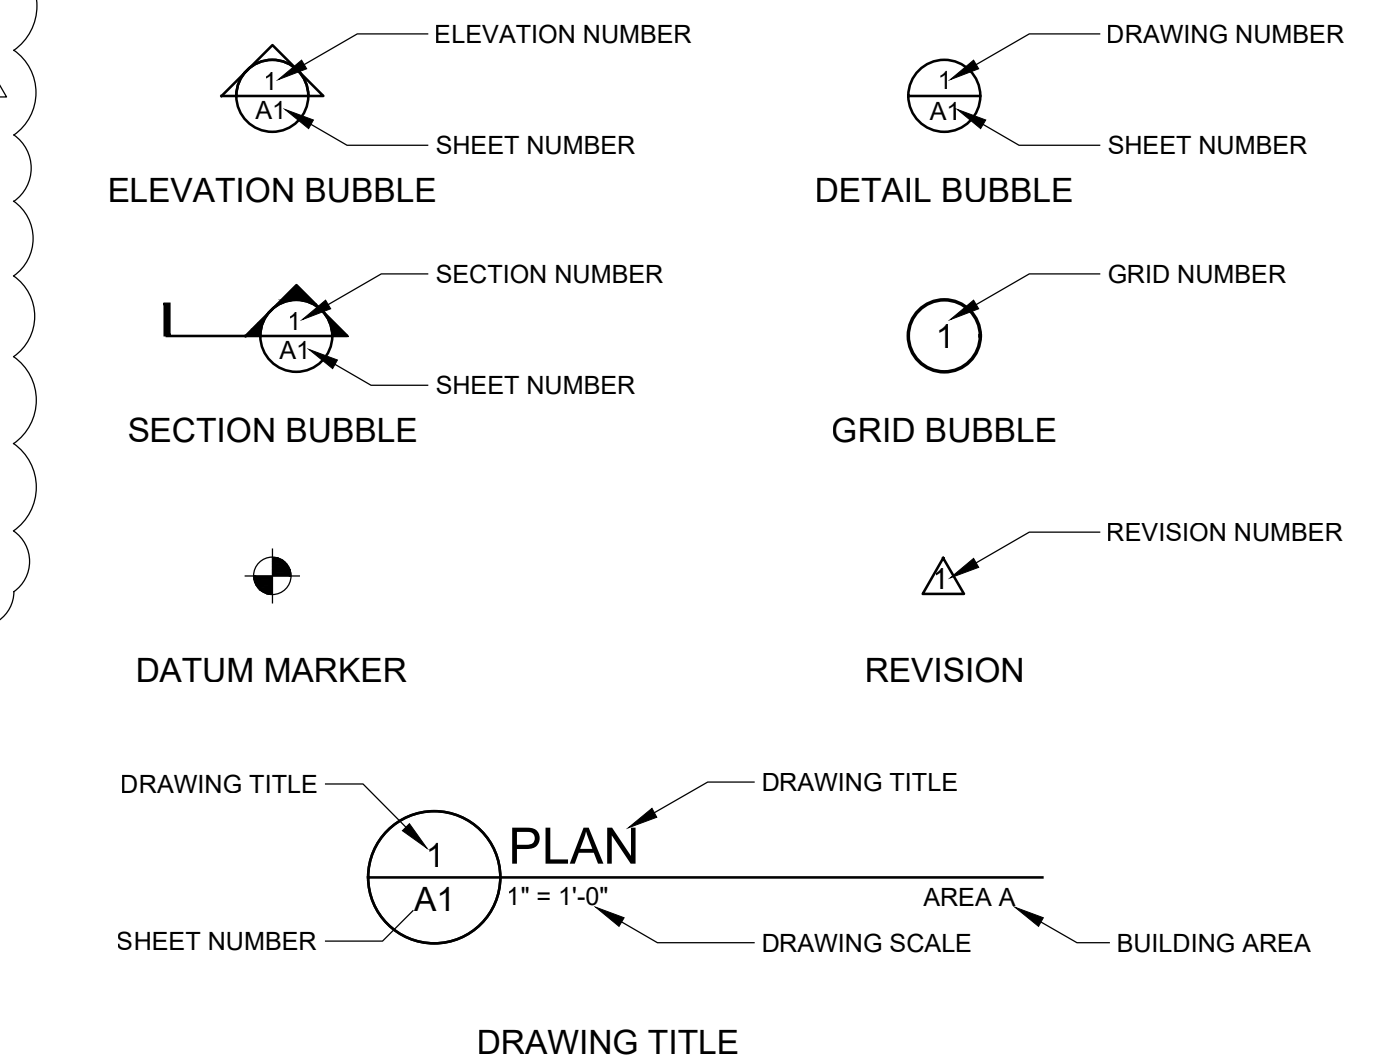 ELEVATION NUMBER
1
A1
SHEET NUMBER
ELEVATION BUBBLE
DRAWING NUMBER
1
A1
SHEET NUMBER
DETAIL BUBBLE
SECTION NUMBER
1
A1
SHEET NUMBER
SECTION BUBBLE
GRID NUMBER
1
GRID BUBBLE
DATUM MARKER
REVISION NUMBER
1
REVISION
DRAWING TITLE
DRAWING TITLE
1
PLAN
A1
1" = 1'-0"
AREA A
SHEET NUMBER
DRAWING SCALE
BUILDING AREA
DRAWING TITLE